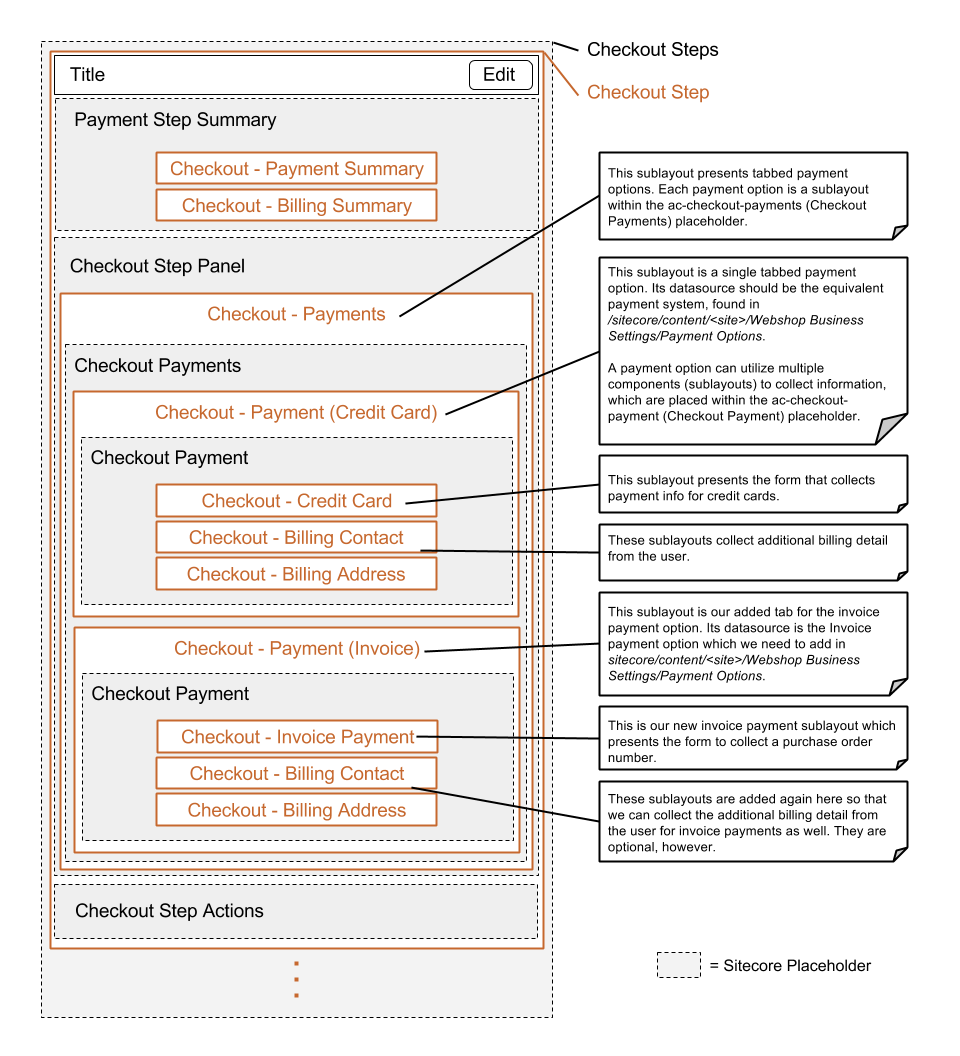 Checkout Steps
Checkout Step
Title
Edit
Payment Step Summary
Checkout - Payment Summary
Checkout - Billing Summary
Checkout Step Panel
Checkout - Payments
Checkout Payments
Checkout - Payment (Credit Card)
Checkout Payment
Checkout - Credit Card
Checkout - Billing Contact
Checkout - Billing Address
Checkout - Payment (Invoice)
Checkout Payment
Checkout - Invoice Payment
Checkout - Billing Contact
Checkout - Billing Address
Checkout Step Actions
This sublayout presents tabbed payment
options. Each payment option is a sublayout
within the ac-checkout-payments (Checkout
Payments) placeholder.
This sublayout is a single tabbed payment
option. Its datasource should be the equivalent
payment system, found in
/sitecore/content/<site>/Webshop Business
Settings/Payment Options.
A payment option can utilize multiple
components (sublayouts) to collect information,
which are placed within the ac-checkout-
payment (Checkout Payment) placeholder.
This sublayout presents the form that collects
payment info for credit cards.
These sublayouts collect additional billing detail
from the user.
This sublayout is our added tab for the invoice
payment option. Its datasource is the Invoice
payment option which we need to add in
sitecore/content/<site>/Webshop Business
Settings/Payment Options.
This is our new invoice payment sublayout which
presents the form to collect a purchase order
number.
These sublayouts are added again here so that
we can collect the additional billing detail from
the user for invoice payments as well. They are
optional, however.
= Sitecore Placeholder